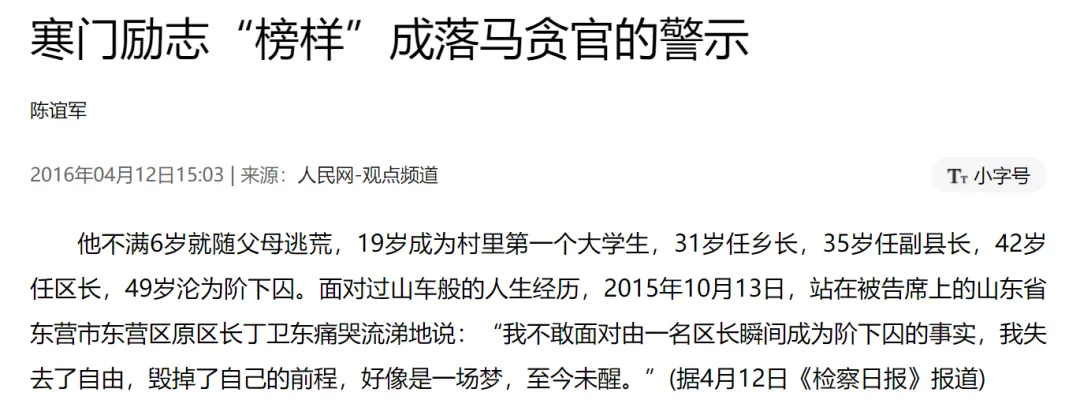 寒门励志“榜样”成落马贪官的警示
陈谊军
2016年04月12日15:03 | 来源：人民网-观点频道
TT 小字号
他不满6岁就随父母逃荒，19岁成为村里第一个大学生，31岁任乡长，35岁任副县长，42岁
任区长，49岁沦为阶下囚。面对过山车般的人生经历，2015年10月13日，站在被告席上的山东省
东营市东营区原区长丁卫东痛哭流涕地说：“我不敢面对由一名区长瞬间成为阶下囚的事实，我失
去了自由，毁掉了自己的前程，好像是一场梦，至今未醒。”(据4月12日《检察日报》报道)